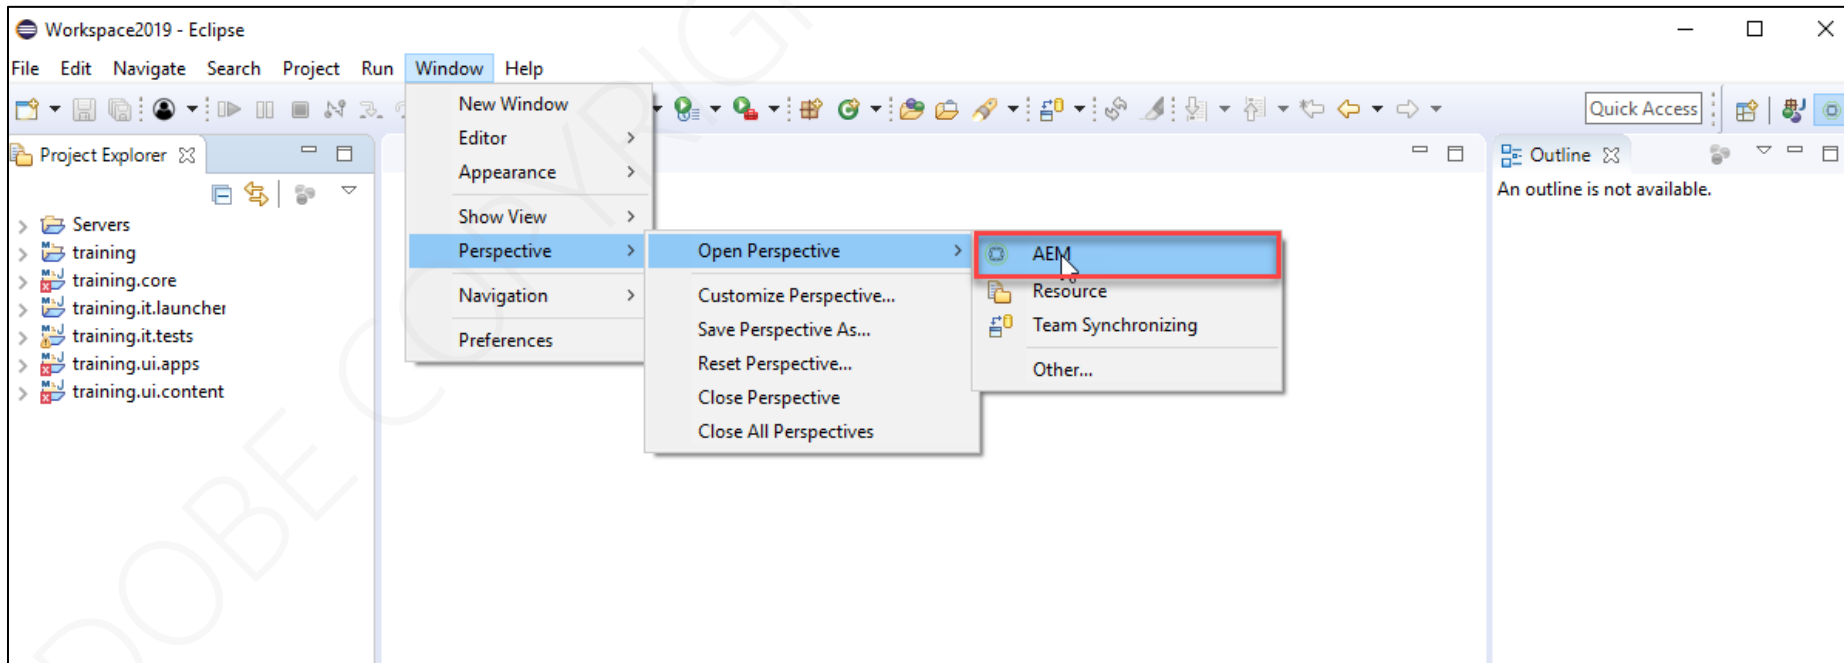 Workspace2019 - Eclipse
File Edit Navigate Search Project Run Window Help
Quick Access
Project Explorer
Servers
training
training.core
training.it.launcher
training.it.tests
training.ui.apps
training.ui.content
New Window
Editor
Appearance
Show View
Perspective
Navigation
Preferences
Open Perspective
Customize Perspective...
Save Perspective As...
Reset Perspective...
Close Perspective
Close All Perspectives
AEM
Resource
Team Synchronizing
Other...
Outline
An outline is not available.